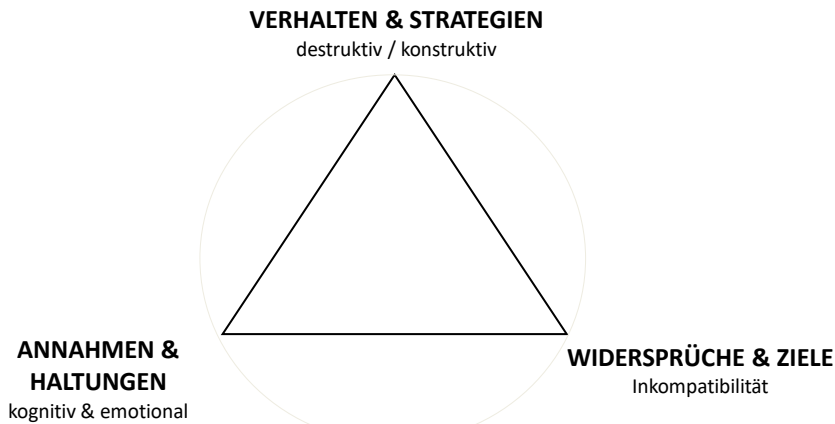 VERHALTEN & STRATEGIEN
destruktiv / konstruktiv
ANNAHMEN &
HALTUNGEN
kognitiv & emotional
WIDERSPRÜCHE & ZIELE
Inkompatibilität